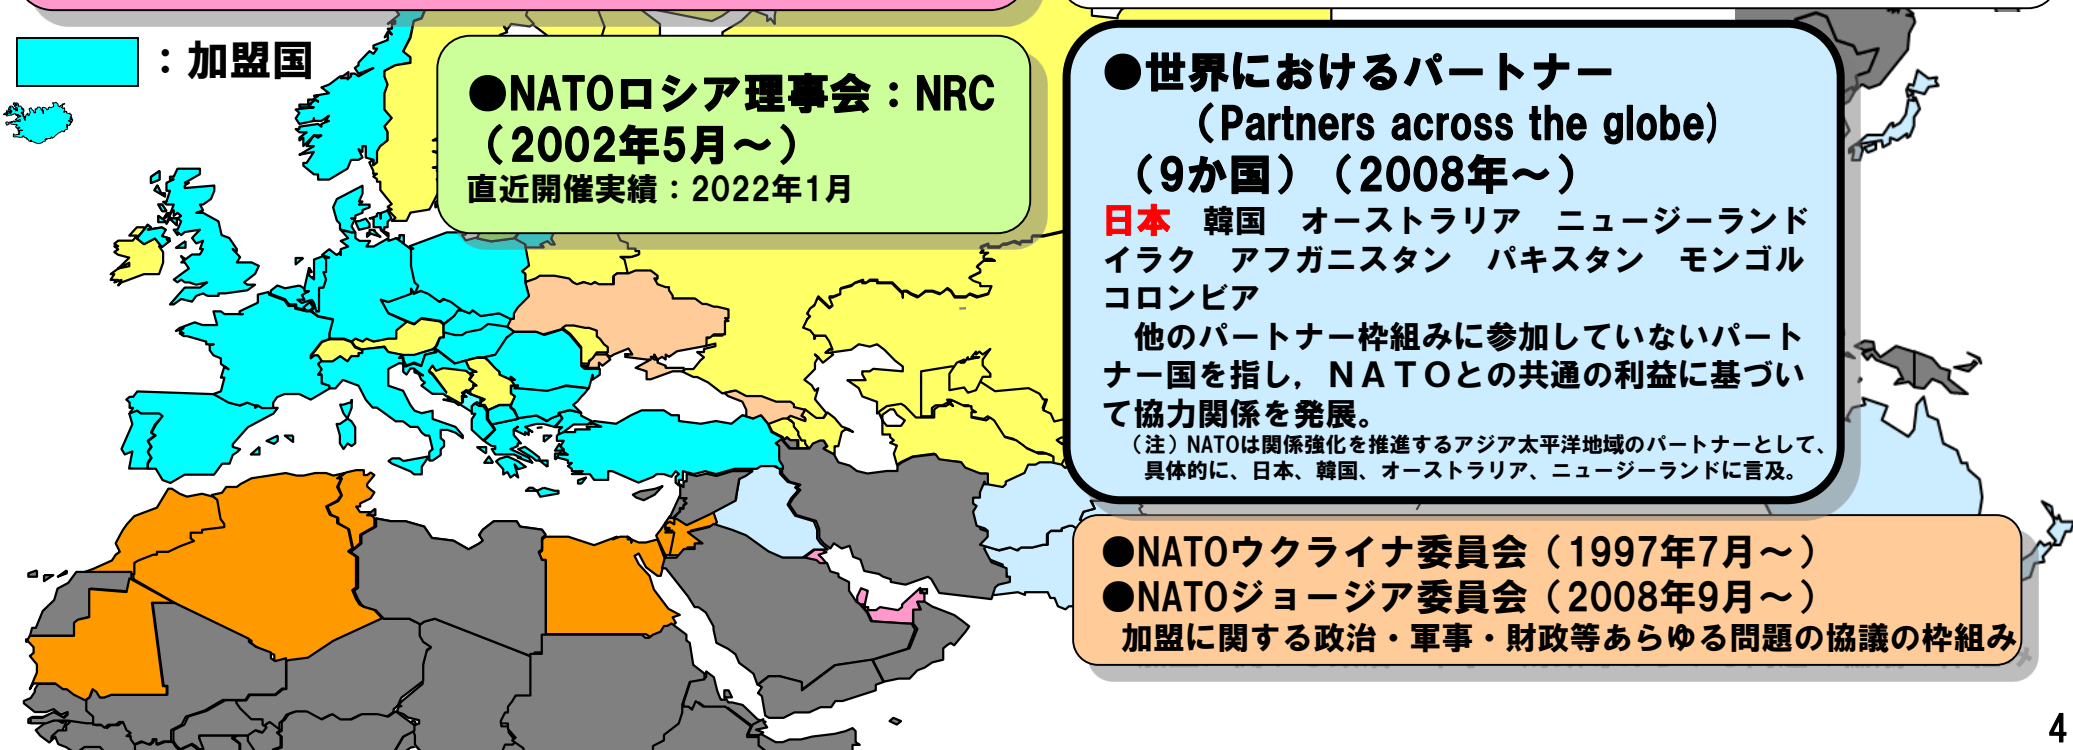 ：加盟国
●NATOロシア理事会：NRC
（2002年5月～）
直近開催実績：2022年1月
●世界におけるパートナー
（Partners across the globe)
（9か国）（2008年～）
日本　韓国　オーストラリア　ニュージーランド
イラク　アフガニスタン　パキスタン　モンゴル
コロンビア
他のパートナー枠組みに参加していないパート
ナー国を指し，ＮＡＴＯとの共通の利益に基づい
て協力関係を発展。
（注）NATOは関係強化を推進するアジア太平洋地域のパートナーとして、
具体的に、日本、韓国、オーストラリア、ニュージーランドに言及。
●NATOウクライナ委員会（1997年7月～）
●NATOジョージア委員会（2008年9月～）
加盟に関する政治・軍事・財政等あらゆる問題の協議の枠組み
4